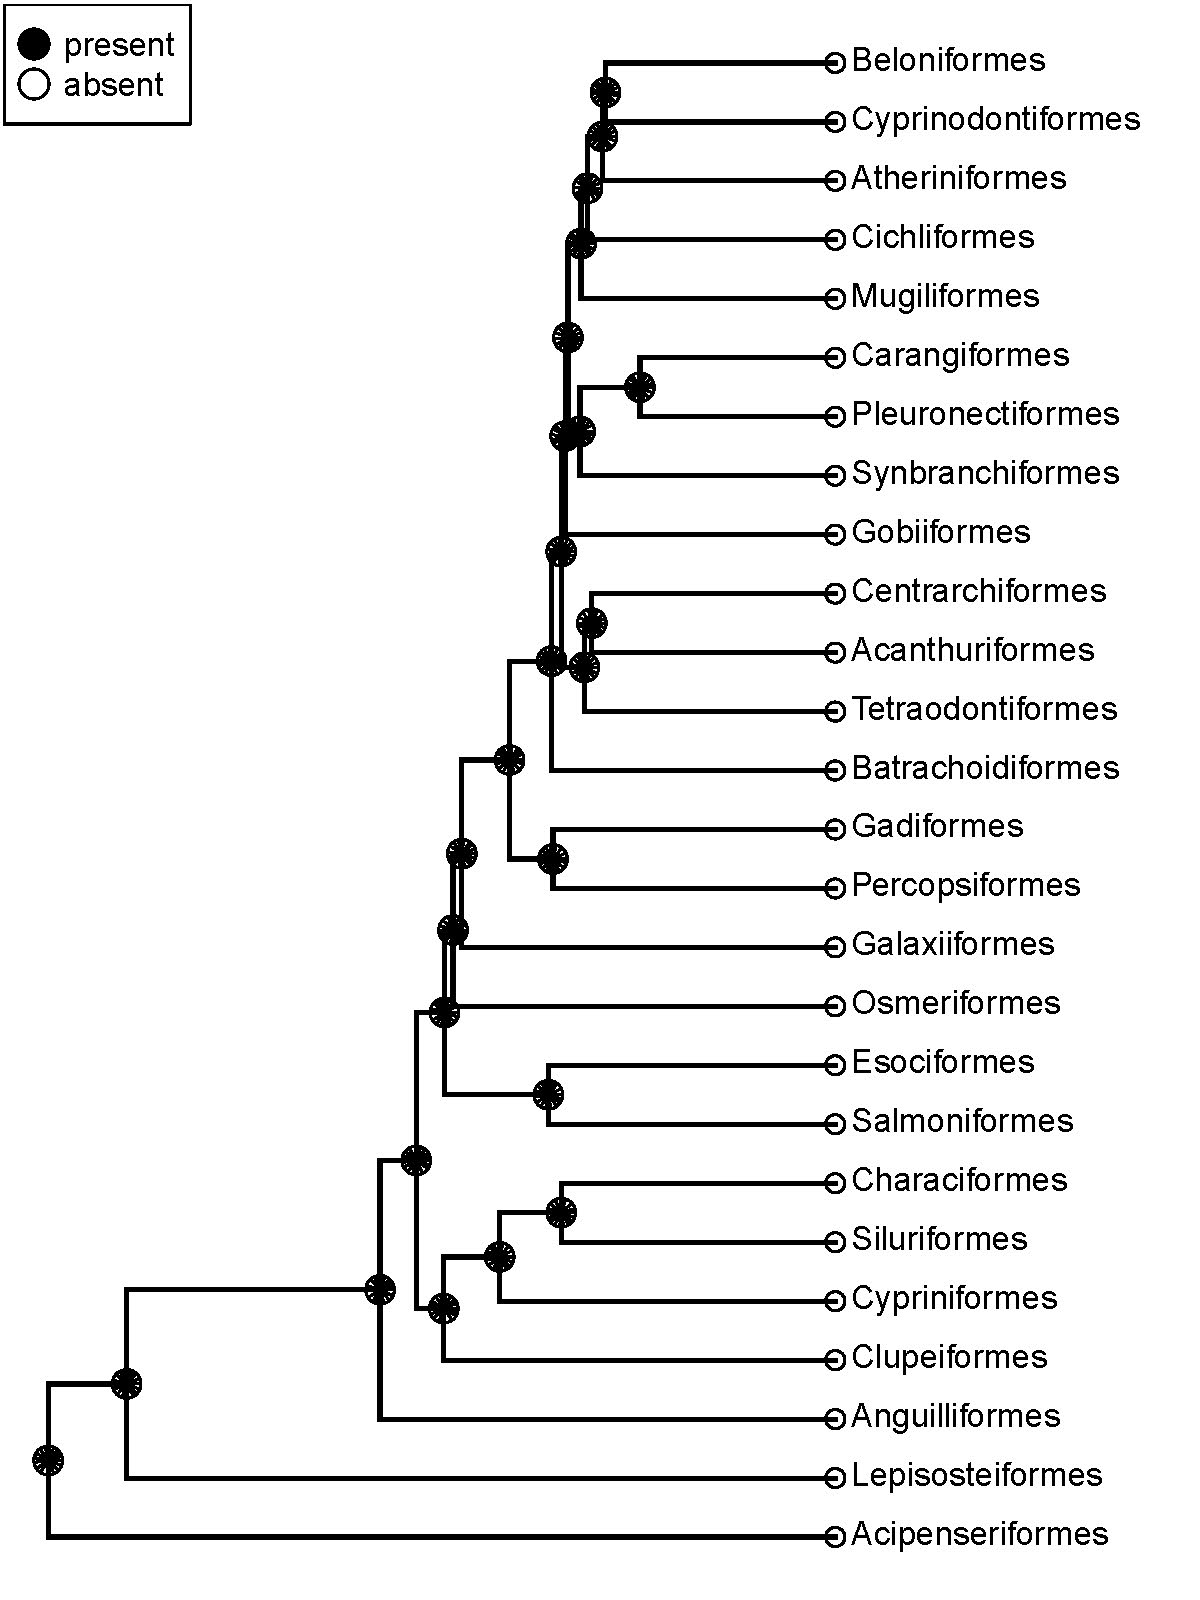 present
absent
Beloniformes
Cyprinodontiformes
Atheriniformes
Cichliformes
Mugiliformes
Carangiformes
Pleuronectiformes
Synbranchiformes
Gobiiformes
Centrarchiformes
Acanthuriformes
Tetraodontiformes
Batrachoidiformes
Gadiformes
Percopsiformes
Galaxiiformes
Osmeriformes
Esociformes
Salmoniformes
Characiformes
Siluriformes
Cypriniformes
Clupeiformes
Anguilliformes
Lepisosteiformes
Acipenseriformes